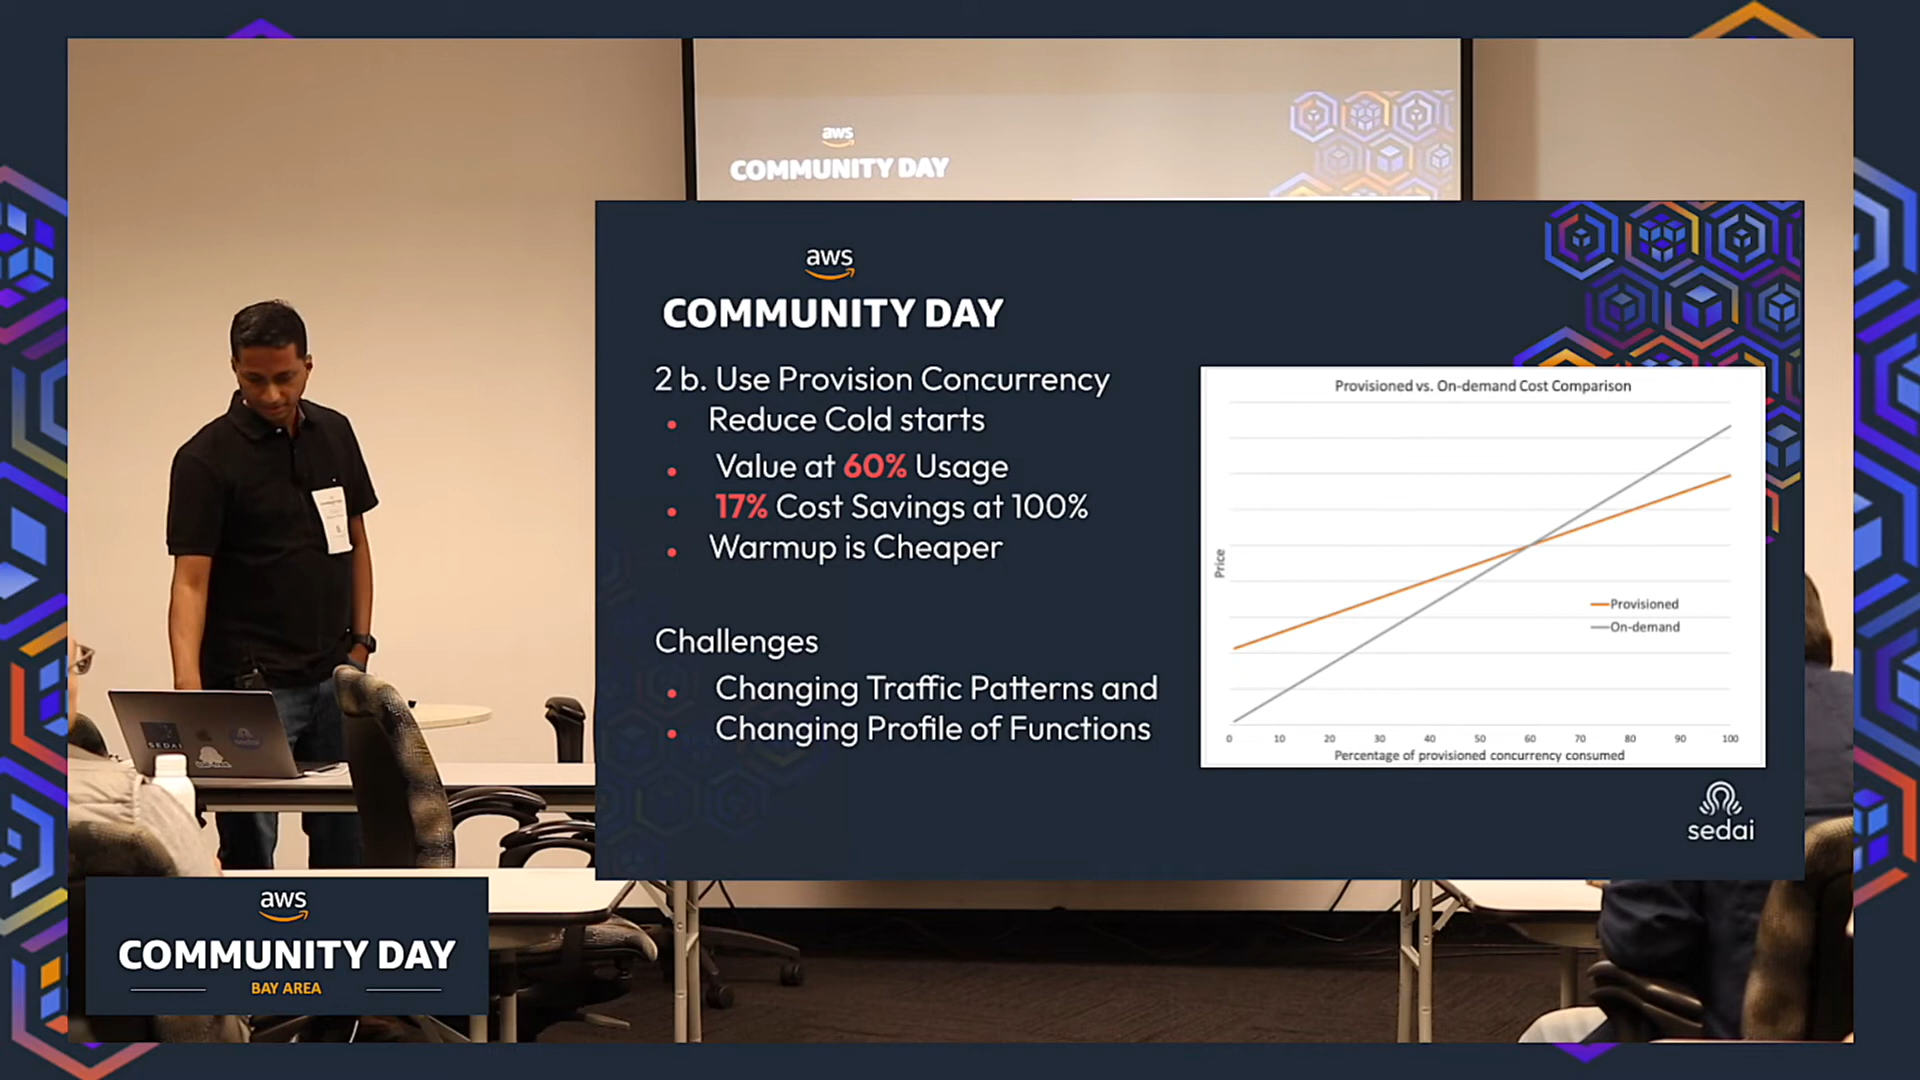 aws
COMMUNITY DAY
aws
COMMUNITY DAY
2 b. Use Provision Concurrency
• Reduce Cold starts
• Value at 60% Usage
• 17% Cost Savings at 100%
• Warmup is Cheaper
Challenges
• Changing Traffic Patterns and
• Changing Profile of Functions
Provisioned vs. On-demand Cost Comparison
Price
Provisioned
On-demand
0 10 20 30 40 50 60 70 80 90 100
Percentage of provisioned concurrency consumed
sedai
SEDAI
sedai
aws
COMMUNITY DAY
BAY AREA